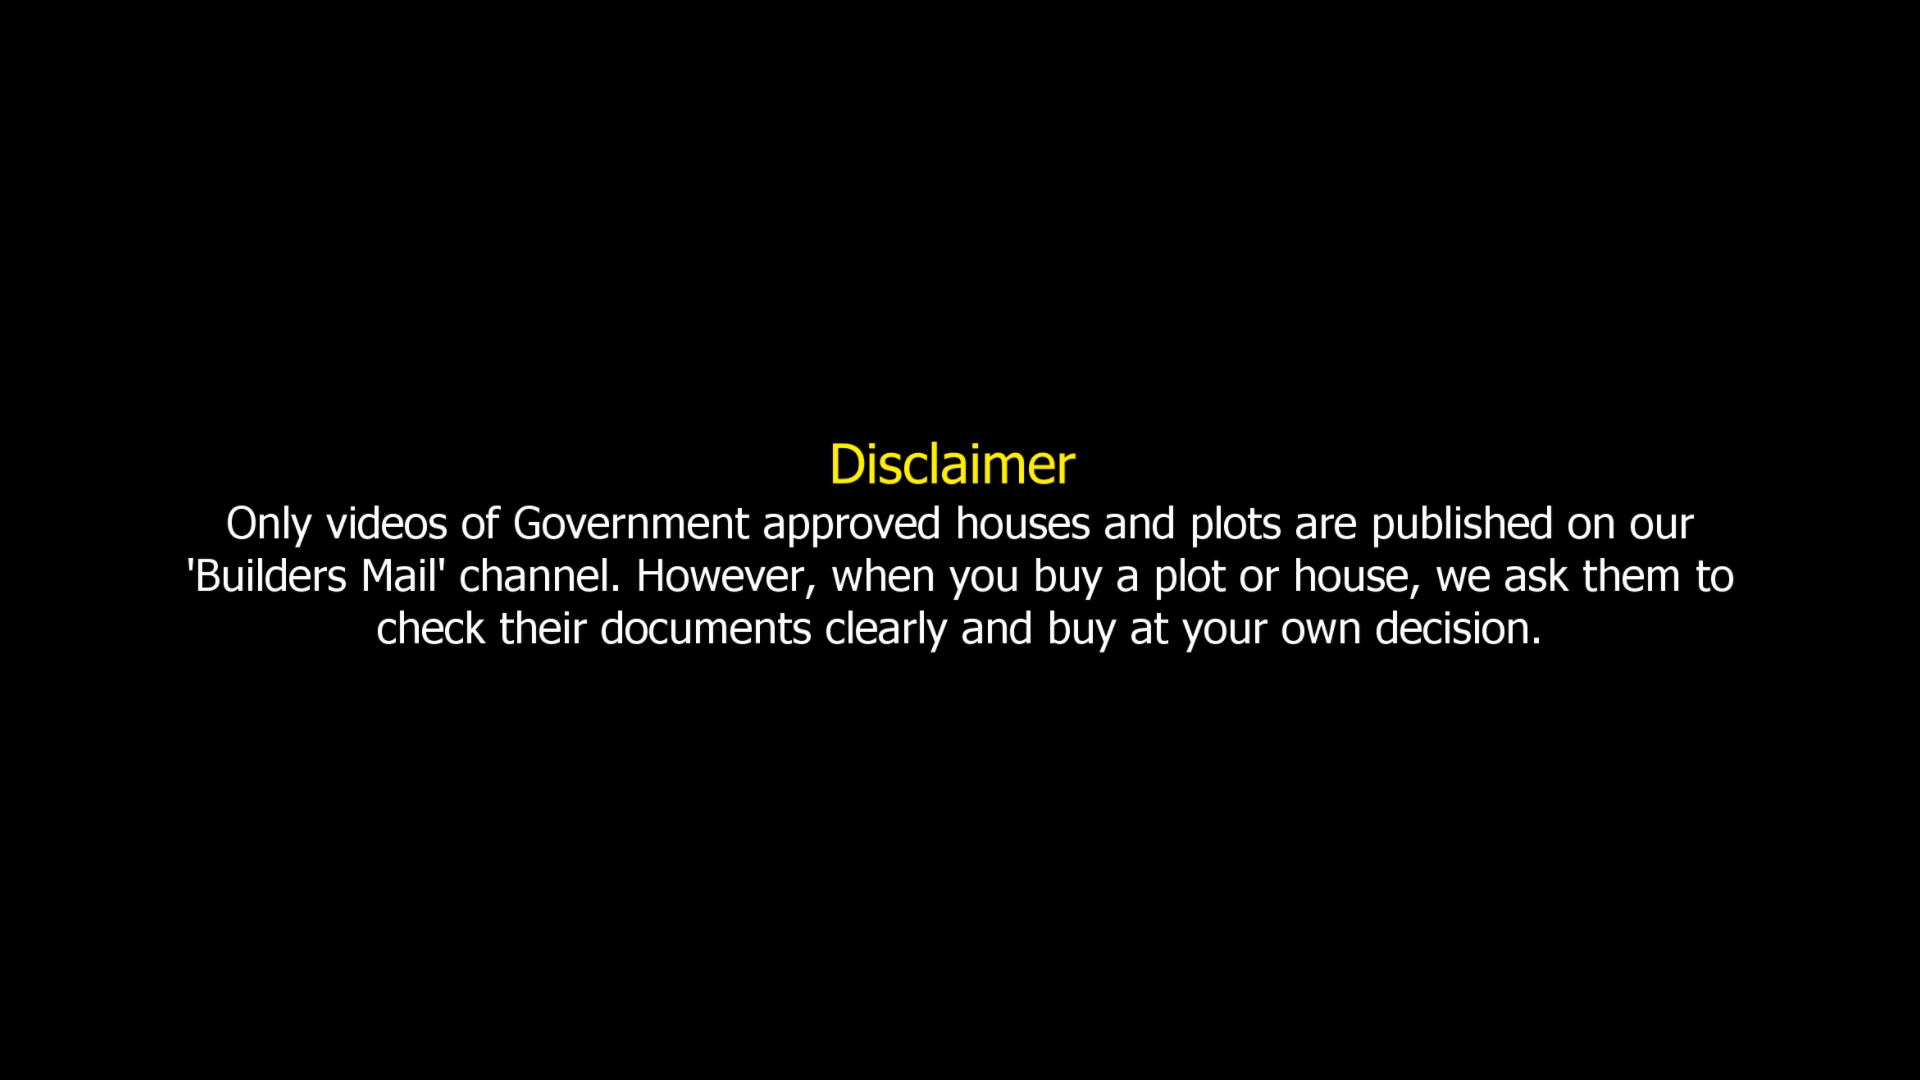 Disclaimer
Only videos of Government approved houses and plots are published on our
'Builders Mail' channel. However, when you buy a plot or house, we ask them to
check their documents clearly and buy at your own decision.